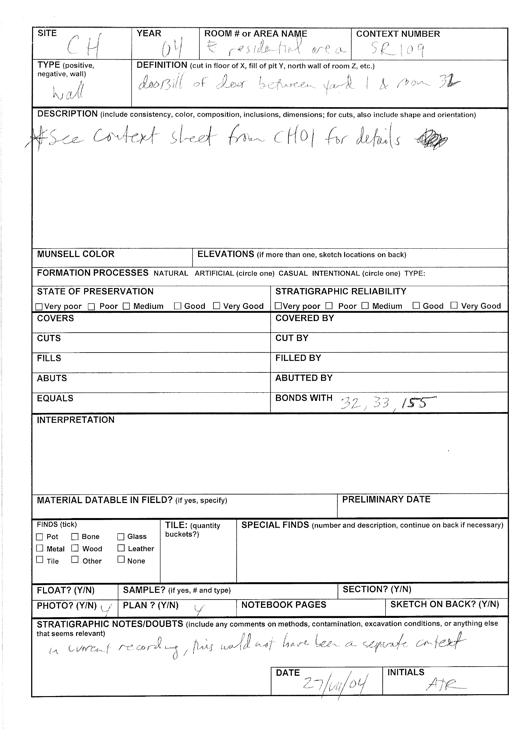 SITE CH YEAR 04 ROOM # or AREA NAME E residential area CONTEXT NUMBER SR109
TYPE (positive, negative, wall) wall
DEFINITION (cut in floor of X, fill of pit Y, north wall of room Z, etc.)
doorsill of door between yard 1 & room 32
DESCRIPTION (include consistency, color, composition, inclusions, dimensions; for cuts, also include shape and orientation)
*See context sheet from CH01 for details
MUNSELL COLOR ELEVATIONS (if more than one, sketch locations on back)
FORMATION PROCESSES NATURAL ARTIFICIAL (circle one) CASUAL INTENTIONAL (circle one) TYPE:
STATE OF PRESERVATION STRATIGRAPHIC RELIABILITY
Very poor Poor Medium Good Very Good Very poor Poor Medium Good Very Good
COVERS COVERED BY
CUTS CUT BY
FILLS FILLED BY
ABUTS ABUTTED BY
EQUALS BONDS WITH 32, 33, 155
INTERPRETATION
MATERIAL DATABLE IN FIELD? (if yes, specify) PRELIMINARY DATE
FINDS (tick) TILE: (quantity buckets?) SPECIAL FINDS (number and description, continue on back if necessary)
Pot Bone Glass
Metal Wood Leather
Tile Other None
FLOAT? (Y/N) SAMPLE? (if yes, # and type) SECTION? (Y/N)
PHOTO? (Y/N) y PLAN ? (Y/N) y NOTEBOOK PAGES SKETCH ON BACK? (Y/N)
STRATIGRAPHIC NOTES/DOUBTS (include any comments on methods, contamination, excavation conditions, or anything else
that seems relevant)
in current recording, this would not have been a separate context
DATE 27/VII/04 INITIALS